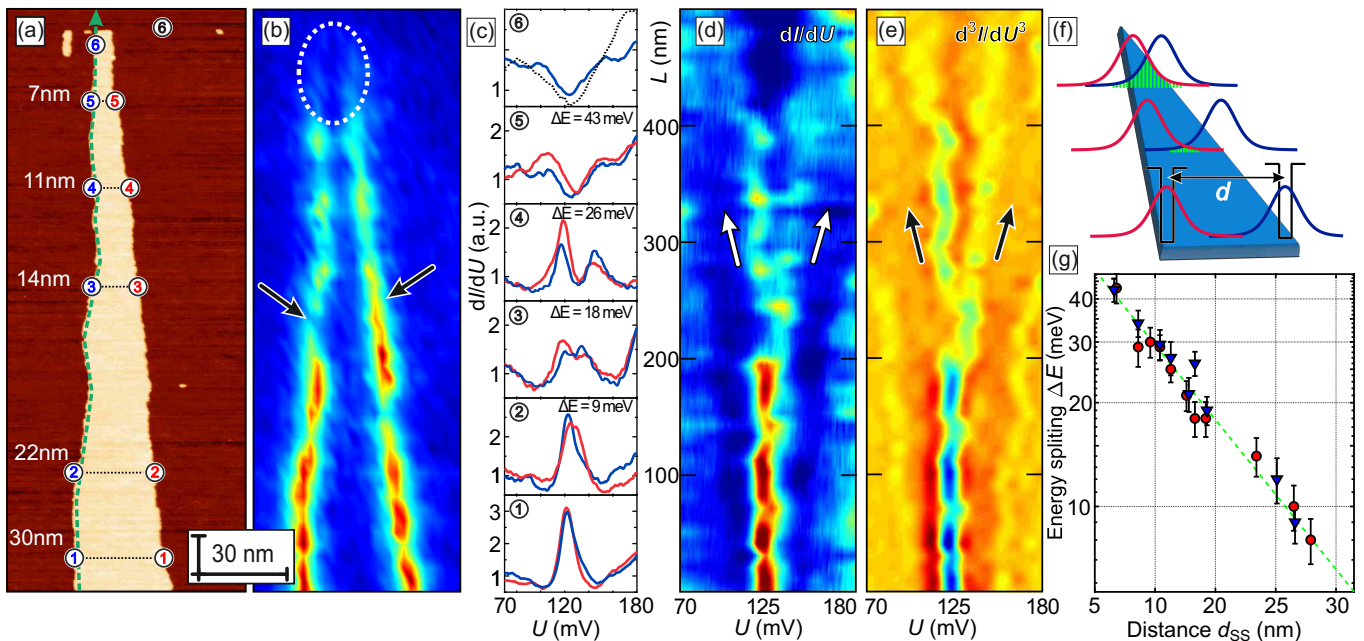 (a)
6
6
7nm
5
5
11nm
4
4
14nm
3
3
22nm
2
2
30nm
1
1
30 nm
(b)
(c)
6
1
5
ΔE = 43 meV
2
1
4
ΔE = 26 meV
2
1
3
ΔE = 18 meV
2
1
2
ΔE = 9 meV
2
1
1
3
2
1
dI/dU (a.u.)
70
120
180
U (mV)
(d)
dI/dU
L (nm)
400
300
200
100
70
125
180
U (mV)
(e)
d³I/dU³
70
125
180
U (mV)
(f)
d
(g)
Energy spliting ΔE (meV)
40
30
20
10
5
10
20
30
Distance dSS (nm)